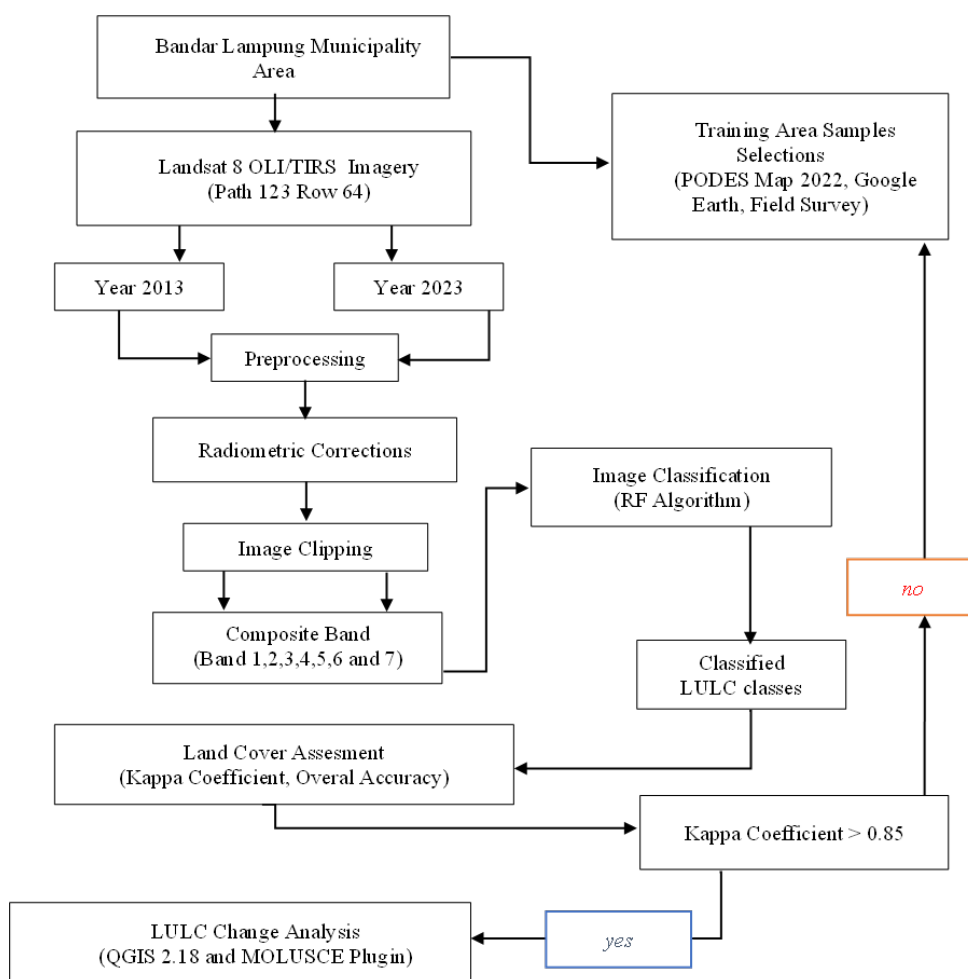 Bandar Lampung Municipality
Area
Training Area Samples
Selections
(PODES Map 2022, Google
Earth, Field Survey)
Landsat 8 OLI/TIRS Imagery
(Path 123 Row 64)
Year 2013
Year 2023
Preprocessing
Radiometric Corrections
Image Classification
(RF Algorithm)
Image Clipping
no
Composite Band
(Band 1,2,3,4,5,6 and 7)
Classified
LULC classes
Land Cover Assesment
(Kappa Coefficient, Overal Accuracy)
Kappa Coefficient > 0.85
LULC Change Analysis
(QGIS 2.18 and MOLUSCE Plugin)
yes